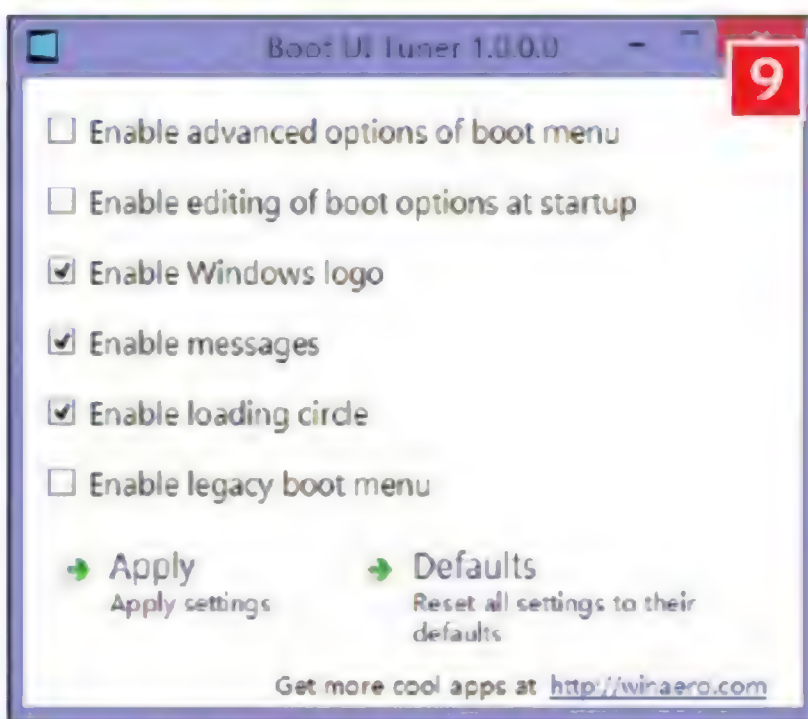 Boot UI Tuner 1.0.0.0
9
Enable advanced options of boot menu
Enable editing of boot options at startup
Enable Windows logo
Enable messages
Enable loading circle
Enable legacy boot menu
Apply
Apply settings
Defaults
Reset all settings to their
defaults
Get more cool apps at http://winaero.com